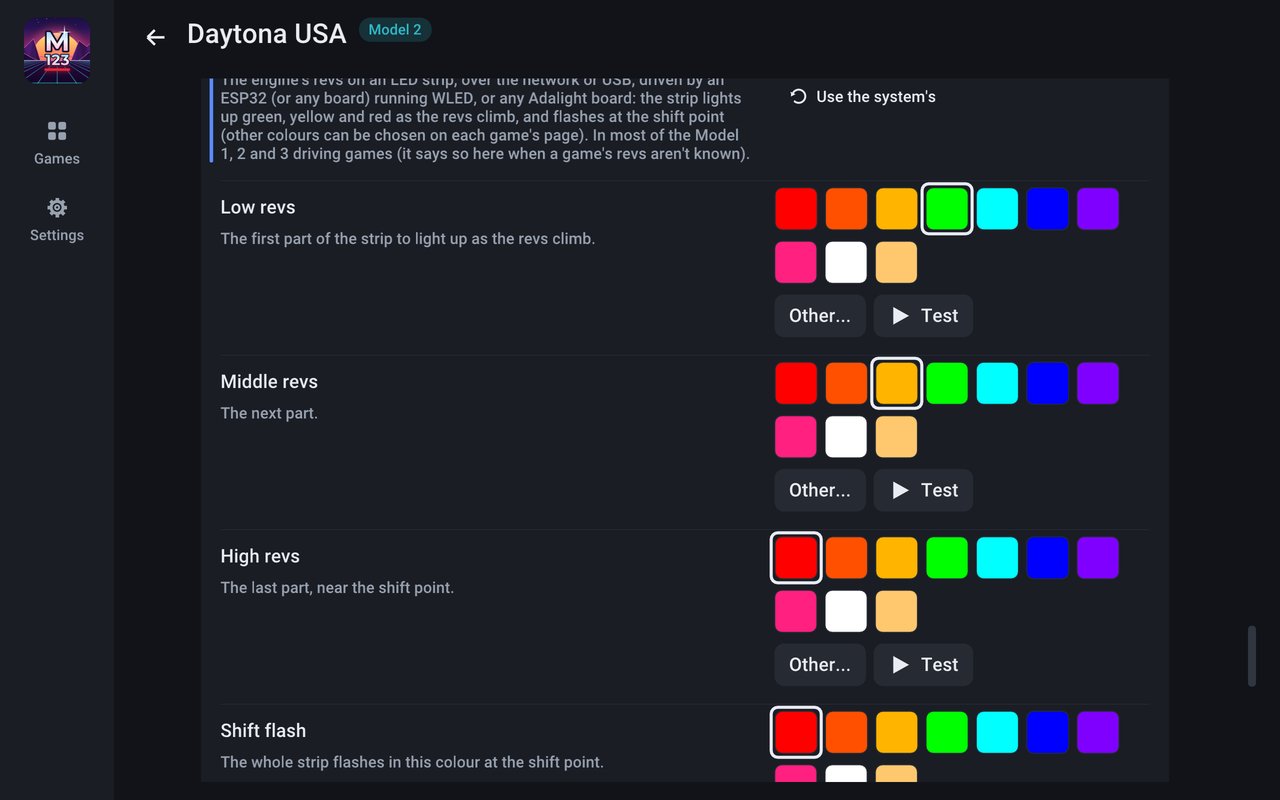 M
123
Daytona USA
Model 2
Games
Settings
The engine's revs on an LED strip, over the network or USB, driven by an
ESP32 (or any board) running WLED, or any Adalight board: the strip lights
up green, yellow and red as the revs climb, and flashes at the shift point
(other colours can be chosen on each game's page). In most of the Model
1, 2 and 3 driving games (it says so here when a game's revs aren't known).
Use the system's
Low revs
The first part of the strip to light up as the revs climb.
Other...
Test
Middle revs
The next part.
Other...
Test
High revs
The last part, near the shift point.
Other...
Test
Shift flash
The whole strip flashes in this colour at the shift point.